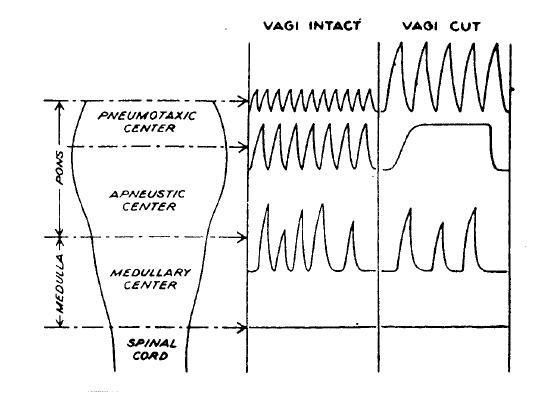 VAGI INTACT
VAGI CUT
PNEUMOTAXIC
CENTER
PONS
APNEUSTIC
CENTER
MEDULLA
MEDULLARY
CENTER
SPINAL
CORD